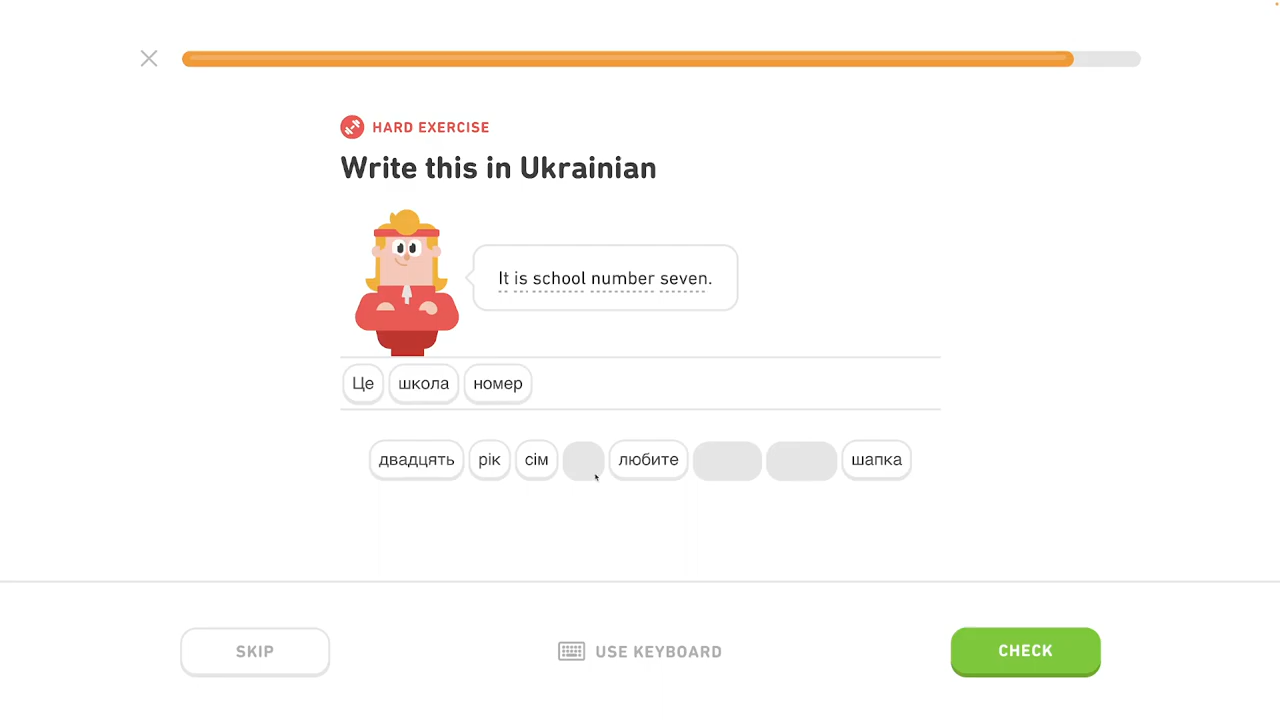 HARD EXERCISE
Write this in Ukrainian
It is school number seven.
Це школа номер
двадцять рік сім любите шапка
SKIP USE KEYBOARD CHECK